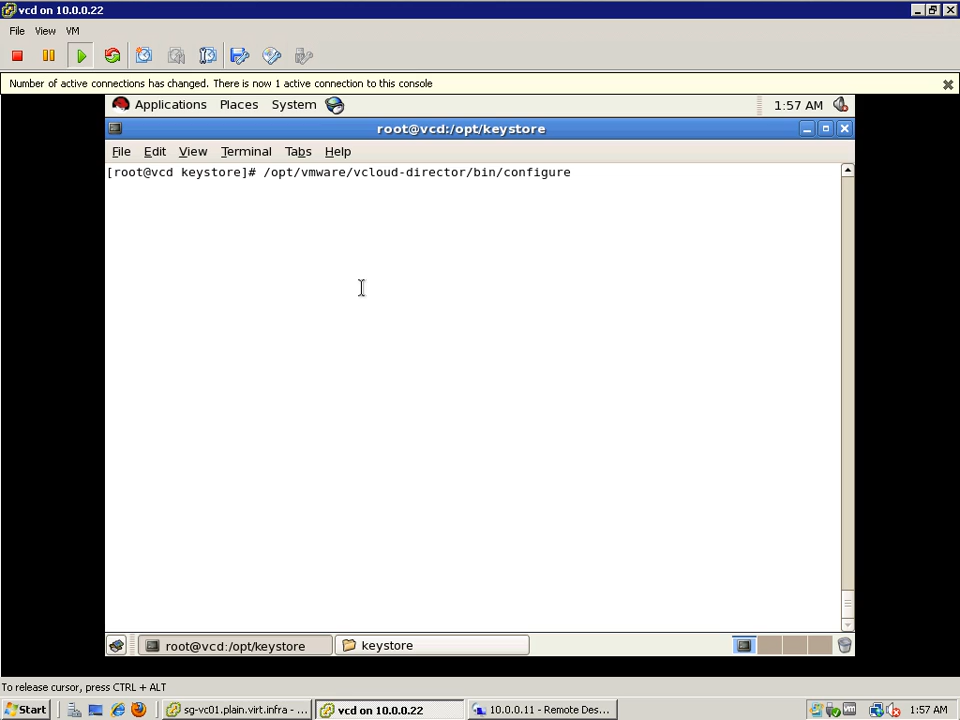 vcd on 10.0.0.22
File View VM
Number of active connections has changed. There is now 1 active connection to this console
Applications Places System 1:57 AM
root@vcd:/opt/keystore
File Edit View Terminal Tabs Help
[root@vcd keystore]# /opt/vmware/vcloud-director/bin/configure
root@vcd:/opt/keystore keystore
To release cursor, press CTRL + ALT
Start sg-vc01.plain.virt.infra - ... vcd on 10.0.0.22 10.0.0.11 - Remote Des... 1:57 AM